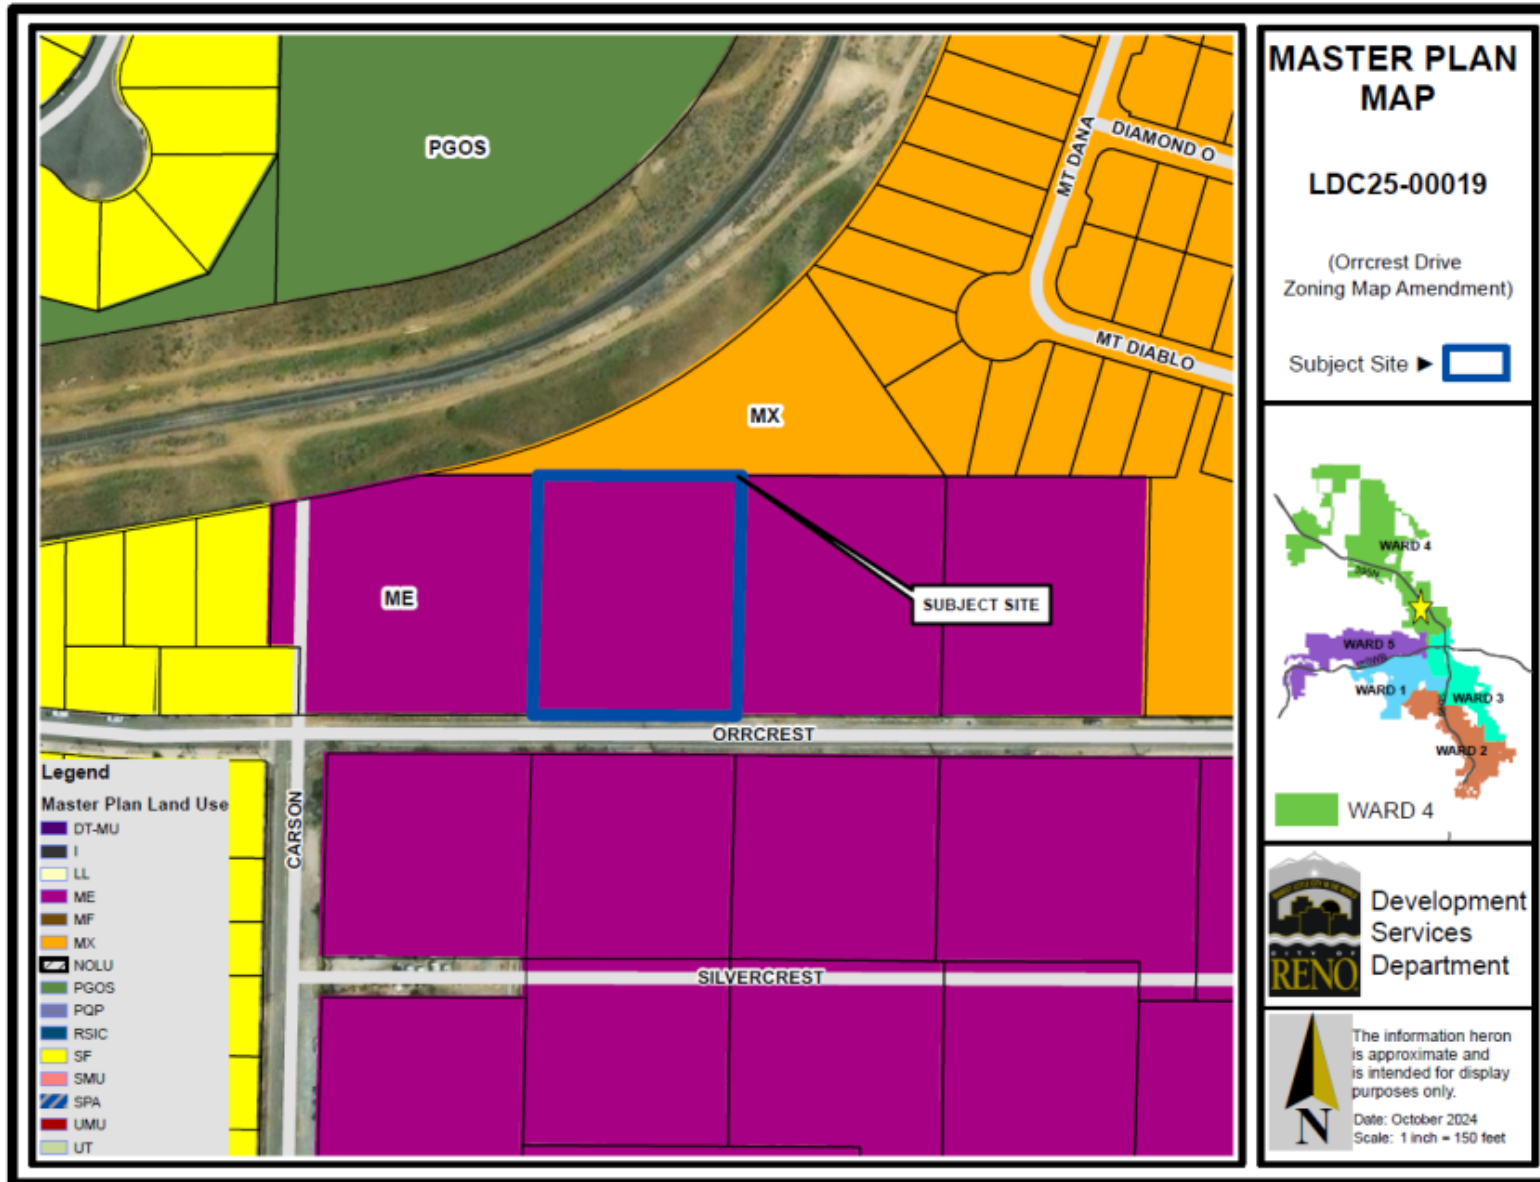 PGOS
MT DANA
DIAMOND O
MT DIABLO
MX
ME
SUBJECT SITE
ORRCREST
CARSON
SILVERCREST
Legend
Master Plan Land Use
DT-MU
I
LL
ME
MF
MX
NOLU
PGOS
PQP
RSIC
SF
SMU
SPA
UMU
UT
MASTER PLAN
MAP
LDC25-00019
(Orrcrest Drive
Zoning Map Amendment)
Subject Site ►
WARD 4
395N
WARD 5
WARD 1
WARD 3
WARD 2
WARD 4
CITY OF
RENO
Development
Services
Department
The information heron
is approximate and
is intended for display
purposes only.
Date: October 2024
Scale: 1 inch = 150 feet
N